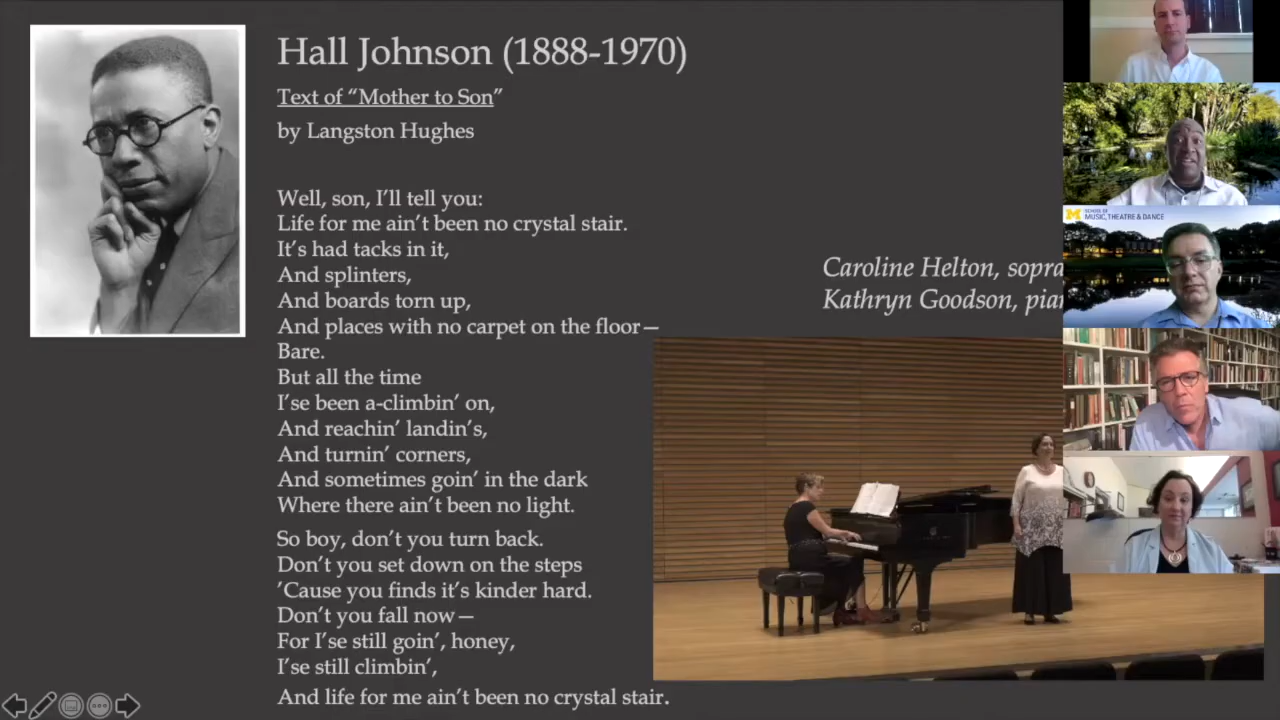 Hall Johnson (1888-1970)
Text of “Mother to Son”
by Langston Hughes
Well, son, I’ll tell you:
Life for me ain’t been no crystal stair.
It’s had tacks in it,
And splinters,
And boards torn up,
And places with no carpet on the floor—
Bare.
But all the time
I’se been a-climbin’ on,
And reachin’ landin’s,
And turnin’ corners,
And sometimes goin’ in the dark
Where there ain’t been no light.
So boy, don’t you turn back.
Don’t you set down on the steps
’Cause you finds it’s kinder hard.
Don’t you fall now—
For I’se still goin’, honey,
I’se still climbin’,
And life for me ain’t been no crystal stair.
Caroline Helton, sopra
Kathryn Goodson, pian
M
SCHOOL OF
MUSIC, THEATRE & DANCE